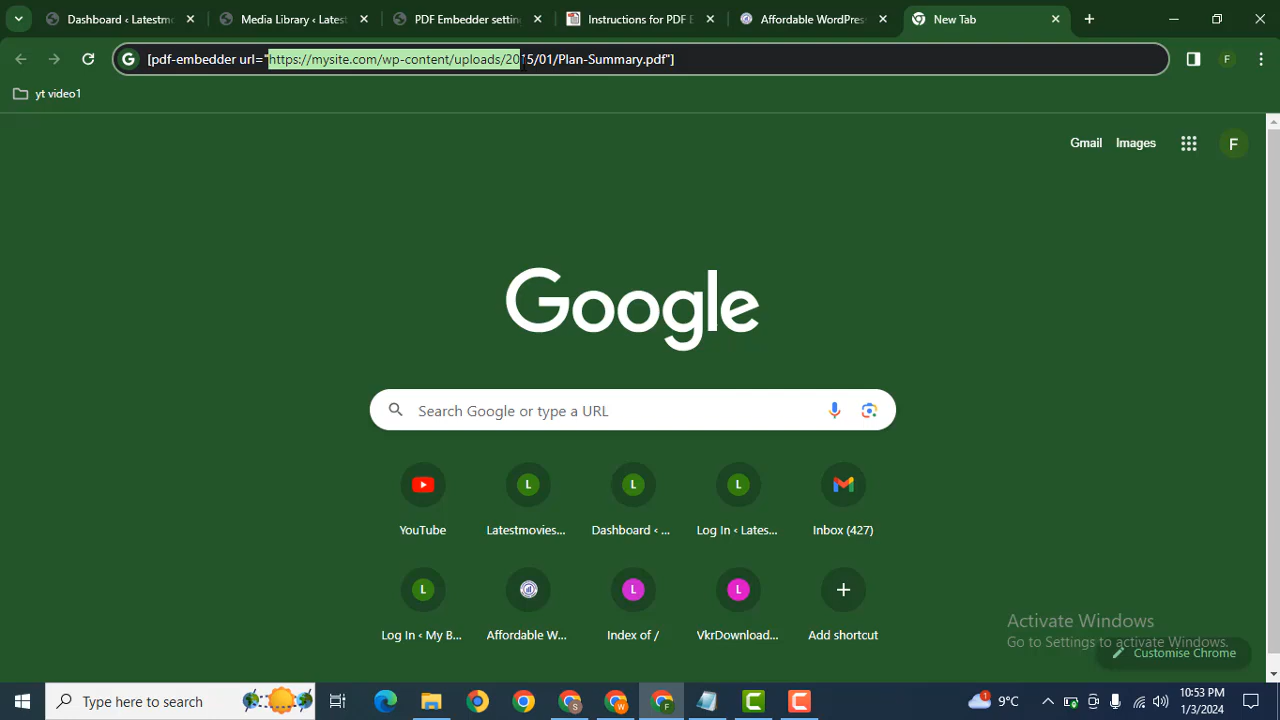 Dashboard ‹ Latestmo
Media Library ‹ Latest
PDF Embedder settin
Instructions for PDF E
Affordable WordPres
New Tab
[pdf-embedder url="https://mysite.com/wp-content/uploads/2015/01/Plan-Summary.pdf"]
F
yt video1
Gmail
Images
F
Google
Search Google or type a URL
L
L
L
YouTube
Latestmovies...
Dashboard ‹ ...
Log In ‹ Lates...
Inbox (427)
L
L
L
Log In ‹ My B...
Affordable W...
Index of /
VkrDownload...
Add shortcut
Activate Windows
Go to Settings to activate Windows.
Customise Chrome
Type here to search
S
W
F
1
9°C
10:53 PM
1/3/2024